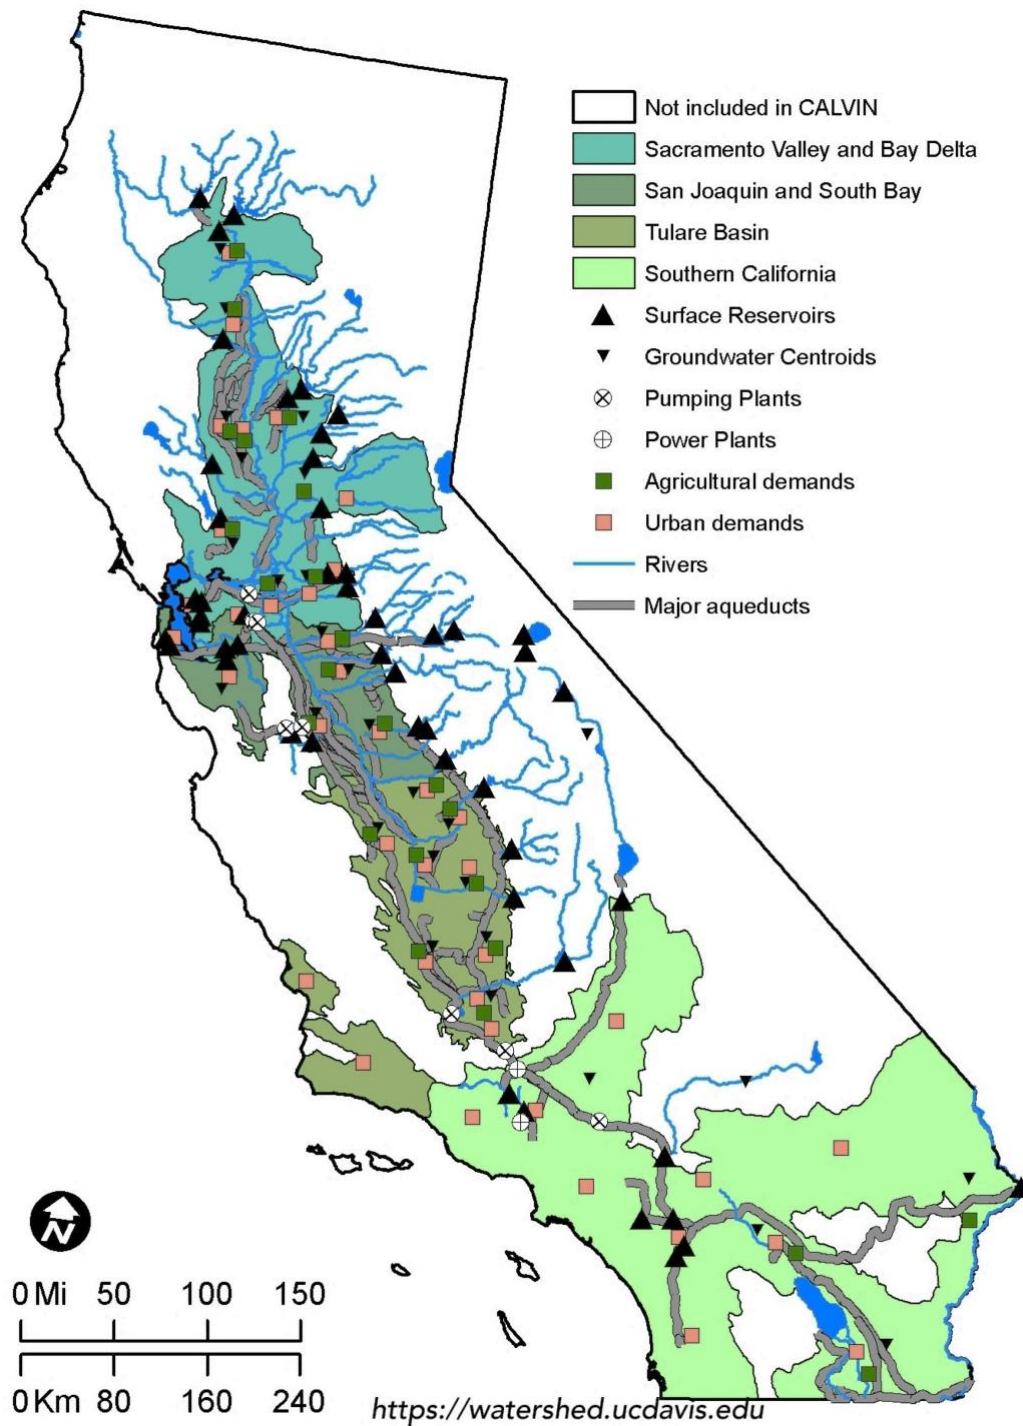 Not included in CALVIN
Sacramento Valley and Bay Delta
San Joaquin and South Bay
Tulare Basin
Southern California
Surface Reservoirs
Groundwater Centroids
Pumping Plants
Power Plants
Agricultural demands
Urban demands
Rivers
Major aqueducts
N
0 Mi 50 100 150
0 Km 80 160 240
https://watershed.ucdavis.edu